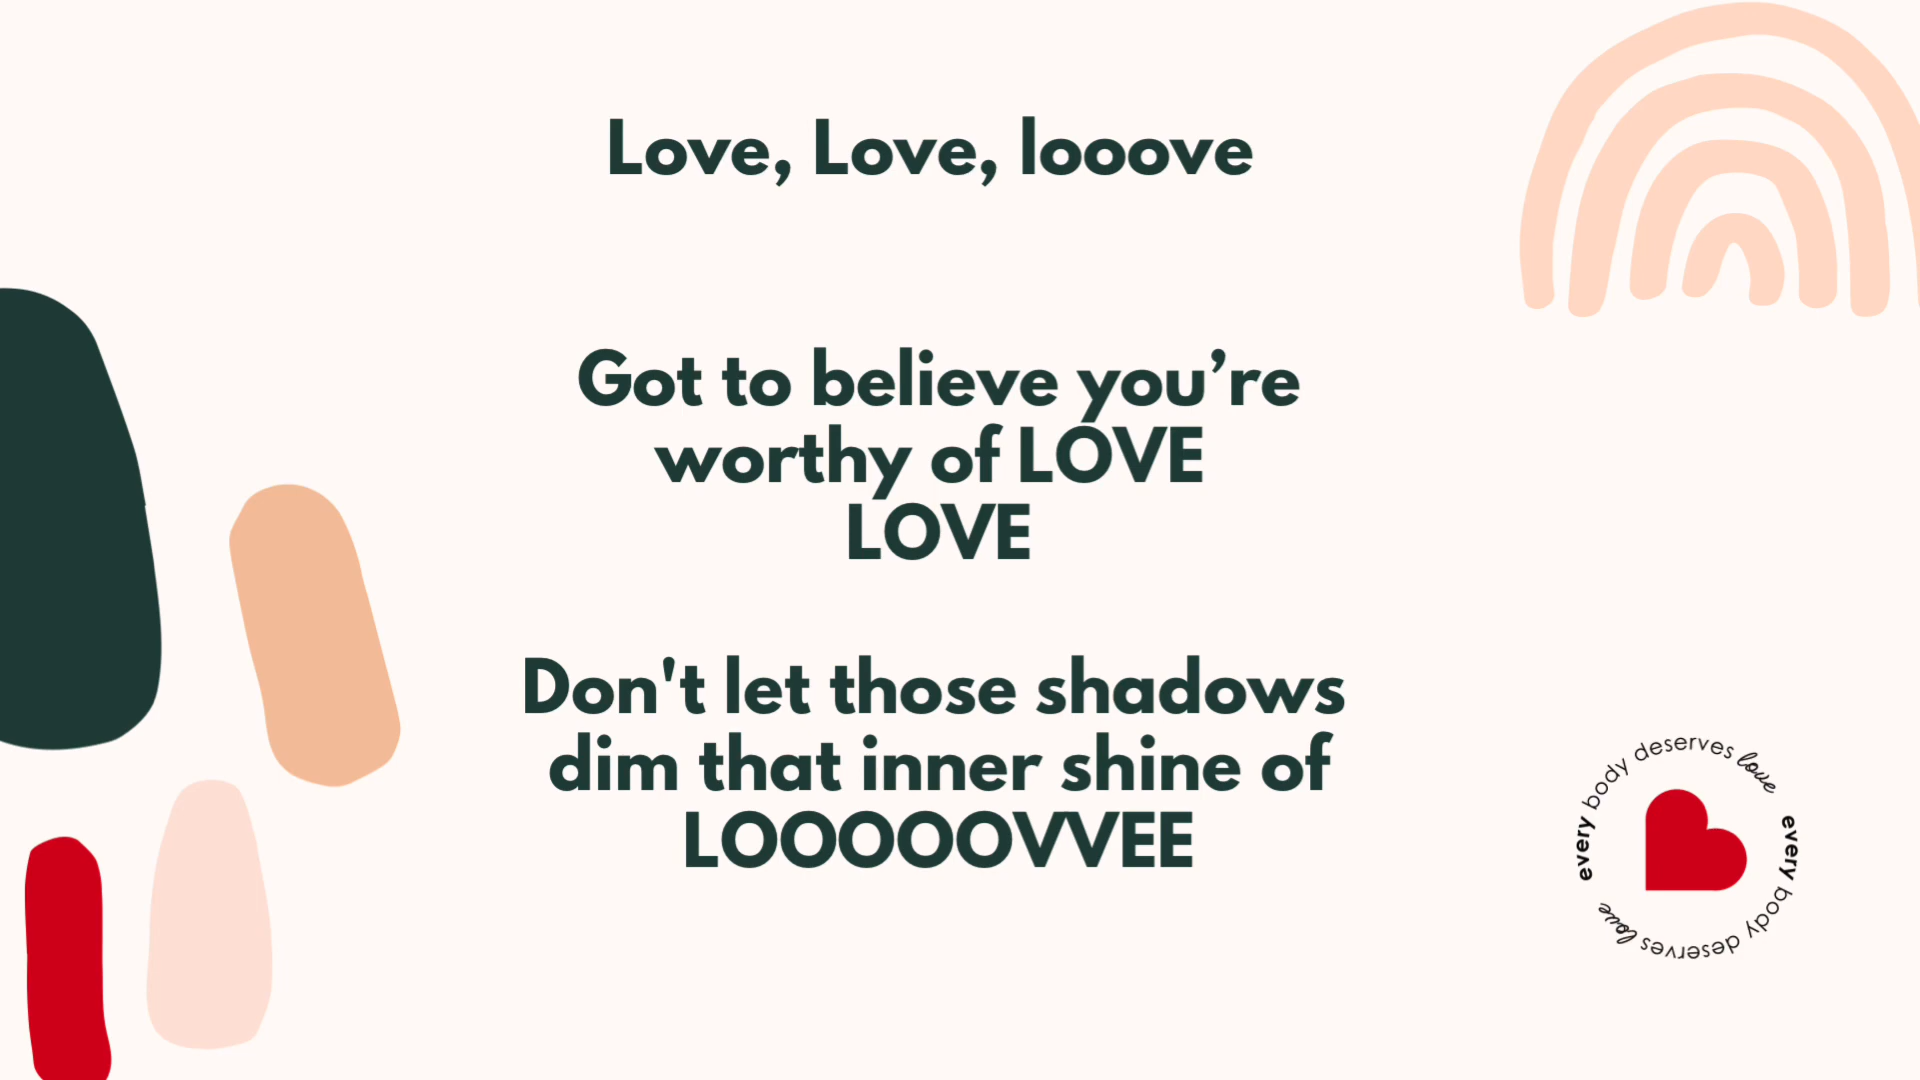 Love, Love, looove
Got to believe you’re
worthy of LOVE
LOVE
Don't let those shadows
dim that inner shine of
LOOOOOVVEE
every body deserves love
every body deserves love